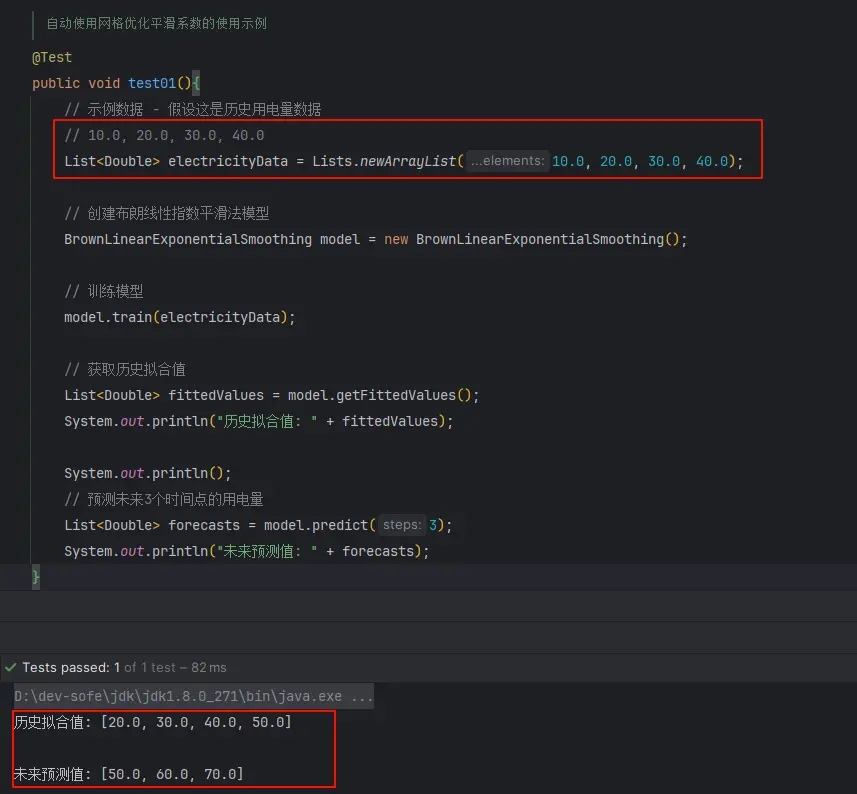 自动使用网格优化平滑系数的使用示例
@Test
public void test01(){
// 示例数据 - 假设这是历史用电量数据
// 10.0, 20.0, 30.0, 40.0
List<Double> electricityData = Lists.newArrayList( ...elements: 10.0, 20.0, 30.0, 40.0);
// 创建布朗线性指数平滑法模型
BrownLinearExponentialSmoothing model = new BrownLinearExponentialSmoothing();
// 训练模型
model.train(electricityData);
// 获取历史拟合值
List<Double> fittedValues = model.getFittedValues();
System.out.println("历史拟合值: " + fittedValues);
System.out.println();
// 预测未来3个时间点的用电量
List<Double> forecasts = model.predict( steps: 3);
System.out.println("未来预测值: " + forecasts);
}
Tests passed: 1 of 1 test – 82 ms
D:\dev-sofe\jdk\jdk1.8.0_271\bin\java.exe ...
历史拟合值: [20.0, 30.0, 40.0, 50.0]
未来预测值: [50.0, 60.0, 70.0]